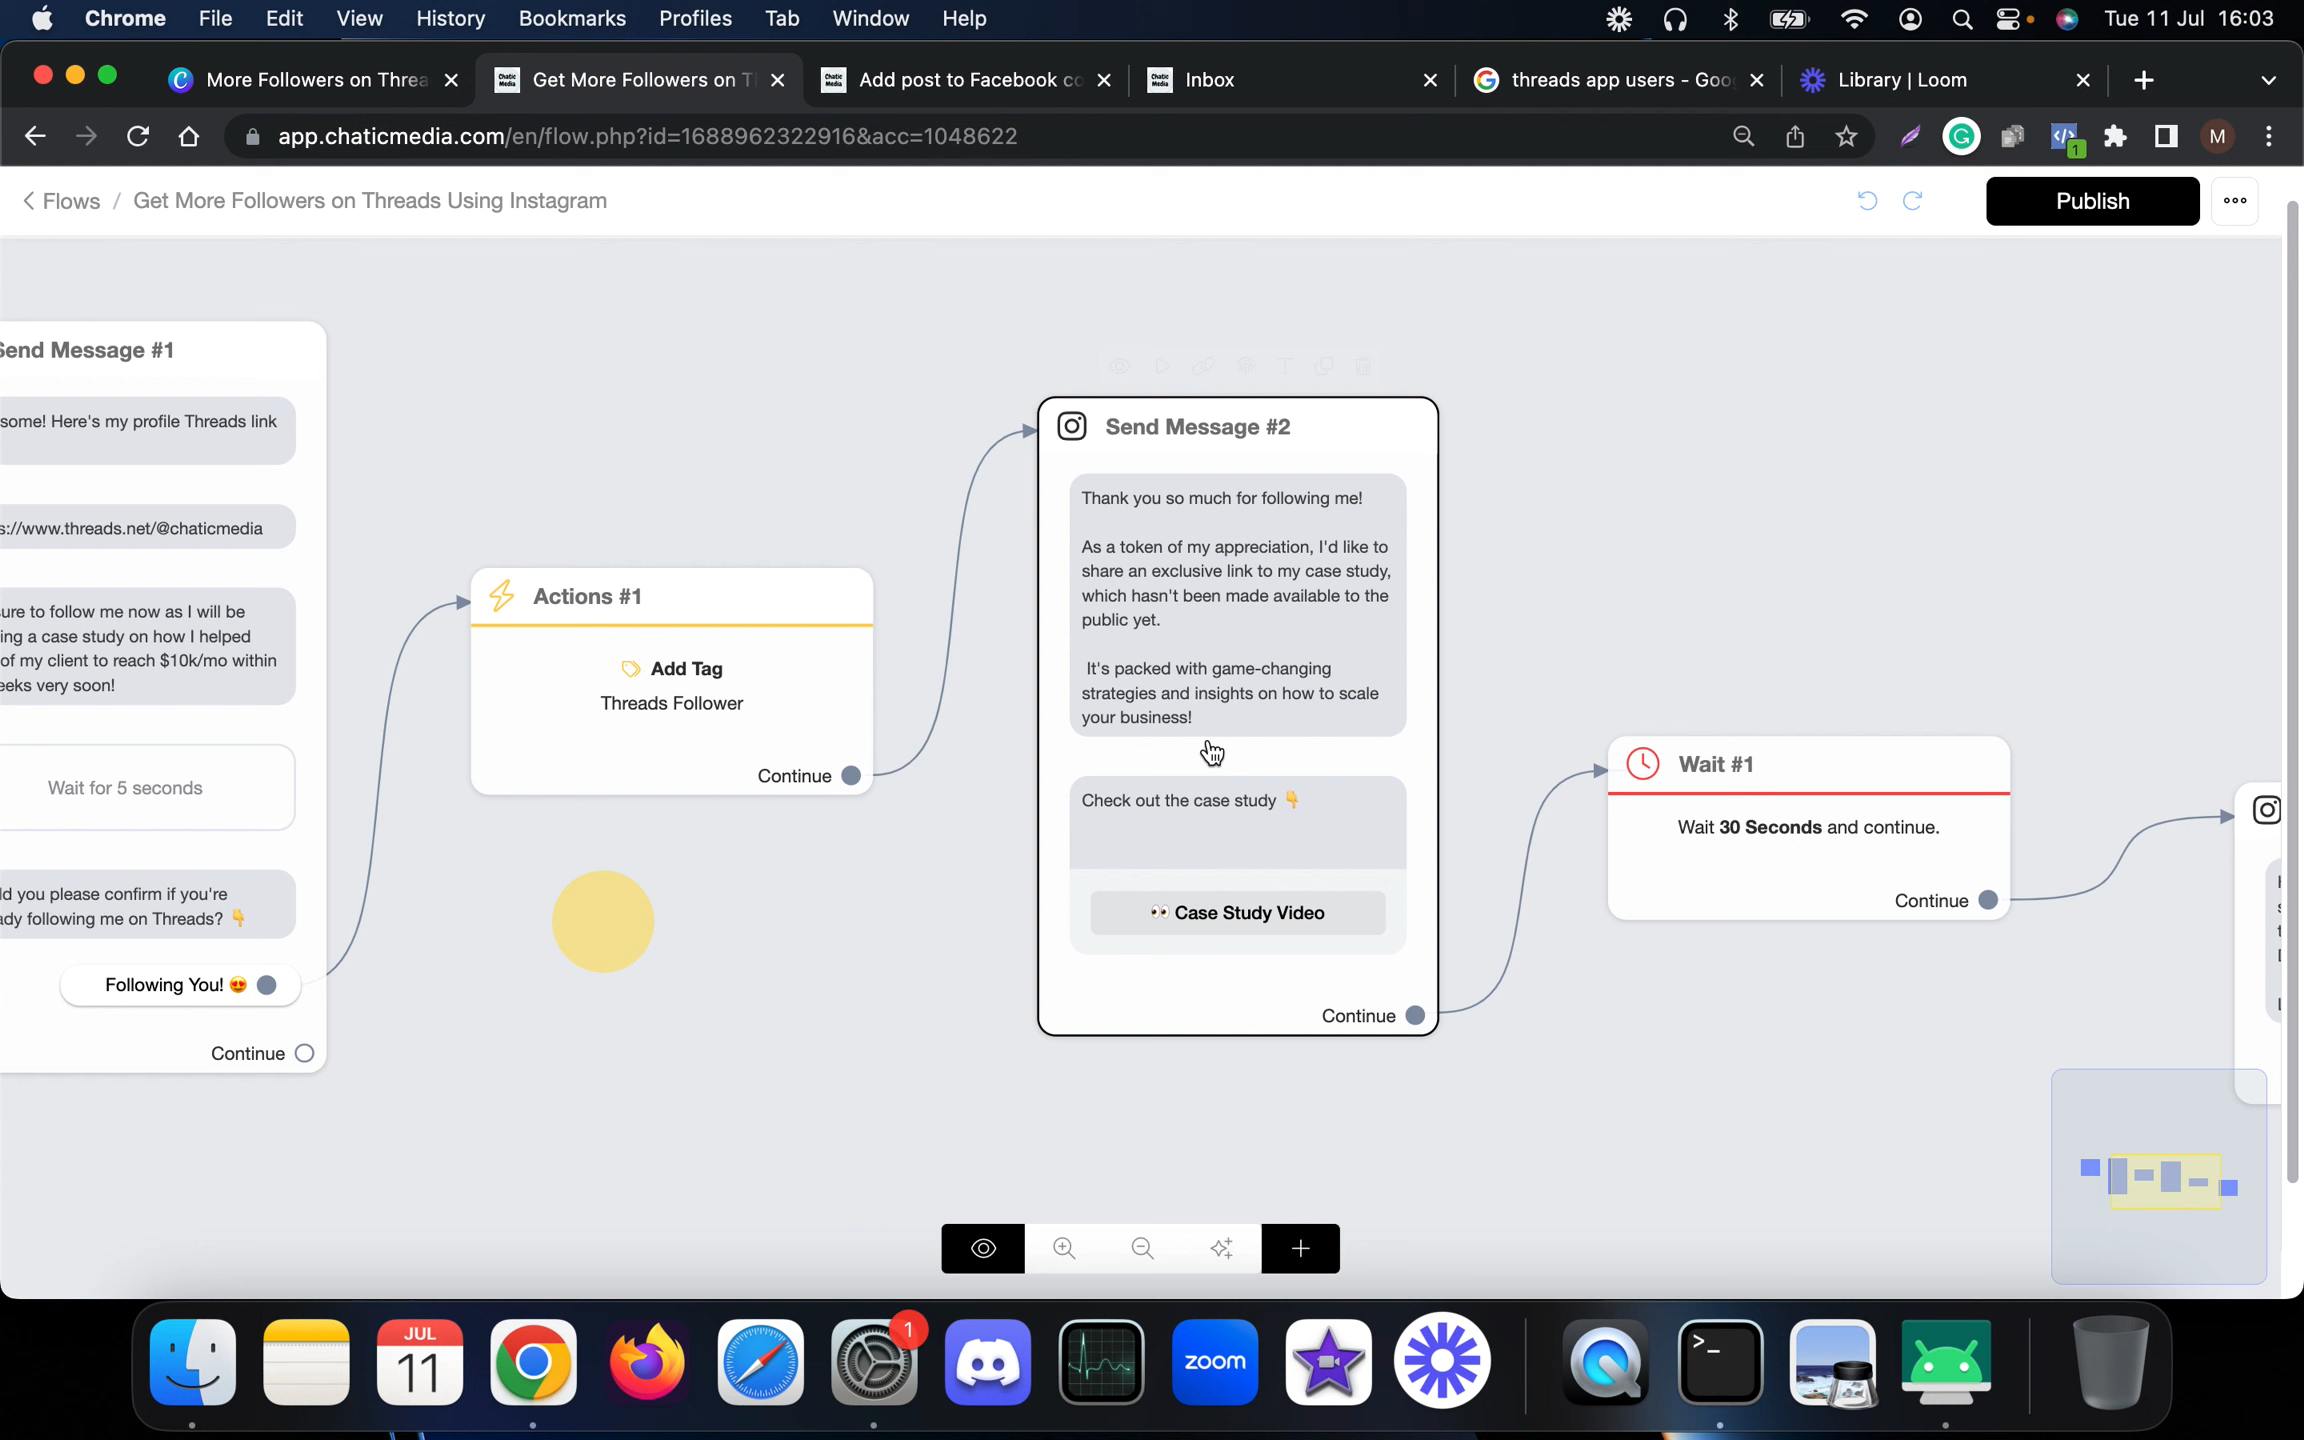 Chrome File Edit View History Bookmarks Profiles Tab Window Help Tue 11 Jul 16:03
More Followers on Threa
Chatic Media
Get More Followers on T
Chatic Media
Add post to Facebook co
Chatic Media
Inbox
threads app users - Goo
Library | Loom
app.chaticmedia.com/en/flow.php?id=1688962322916&acc=1048622
1
M
Flows / Get More Followers on Threads Using Instagram
Publish
Send Message #1
some! Here's my profile Threads link
s://www.threads.net/@chaticmedia
ure to follow me now as I will be
ing a case study on how I helped
of my client to reach $10k/mo within
eeks very soon!
Wait for 5 seconds
ld you please confirm if you're
ady following me on Threads? 👇
Following You! 😍
Continue
Actions #1
Add Tag
Threads Follower
Continue
Send Message #2
Thank you so much for following me!
As a token of my appreciation, I'd like to
share an exclusive link to my case study,
which hasn't been made available to the
public yet.
It's packed with game-changing
strategies and insights on how to scale
your business!
Check out the case study 👇
👀 Case Study Video
Continue
Wait #1
Wait 30 Seconds and continue.
Continue
JUL
11
1
zoom